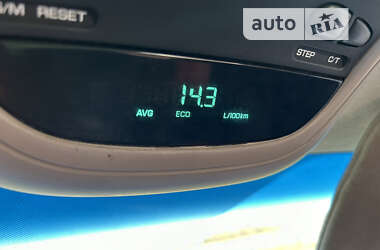 /M RESET
auto RIA
STEP C/T
14.3
AVG ECO L/100km